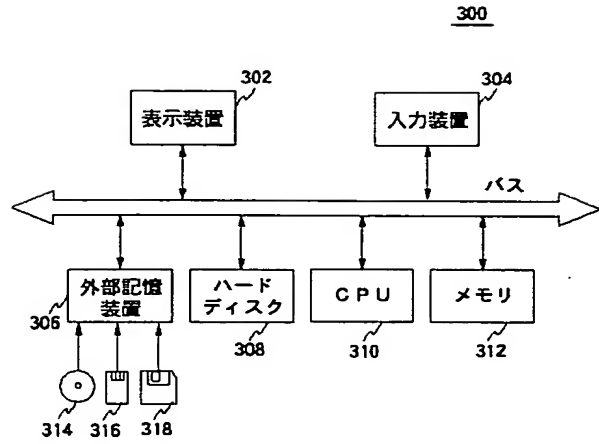 300
302
304
表示装置
入力装置
バス
外部記憶
装置
ハード
ディスク
CPU
メモリ
306
308
310
312
314
316
318